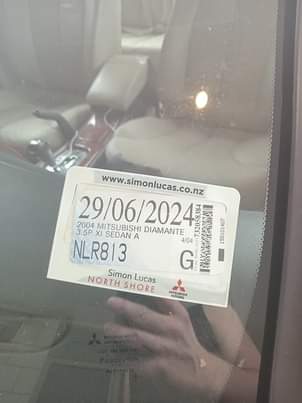 www.simonlucas.co.nz
29/06/2024
2004 MITSUBISHI DIAMANTE
3.5P XI SEDAN A
4/04
NLR813
G
Simon Lucas
NORTH SHORE